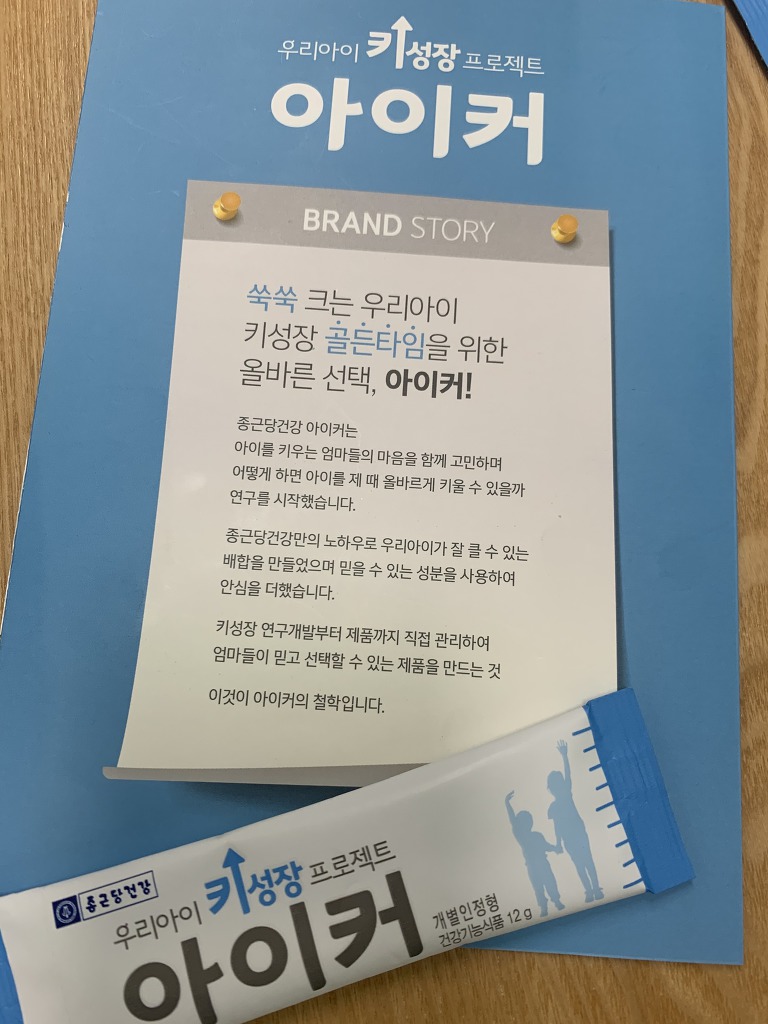 우리아이 키성장 프로젝트
아이커
BRAND STORY
쑥쑥 크는 우리아이
키성장 골든타임을 위한
올바른 선택, 아이커!
종근당건강 아이커는
아이를 키우는 엄마들의 마음을 함께 고민하며
어떻게 하면 아이를 제 때 올바르게 키울 수 있을까
연구를 시작했습니다.
종근당건강만의 노하우로 우리아이가 잘 클 수 있는
배합을 만들었으며 믿을 수 있는 성분을 사용하여
안심을 더했습니다.
키성장 연구개발부터 제품까지 직접 관리하여
엄마들이 믿고 선택할 수 있는 제품을 만드는 것
이것이 아이커의 철학입니다.
종근당건강
우리아이 키성장 프로젝트
아이커
개별인정형
건강기능식품 12 g